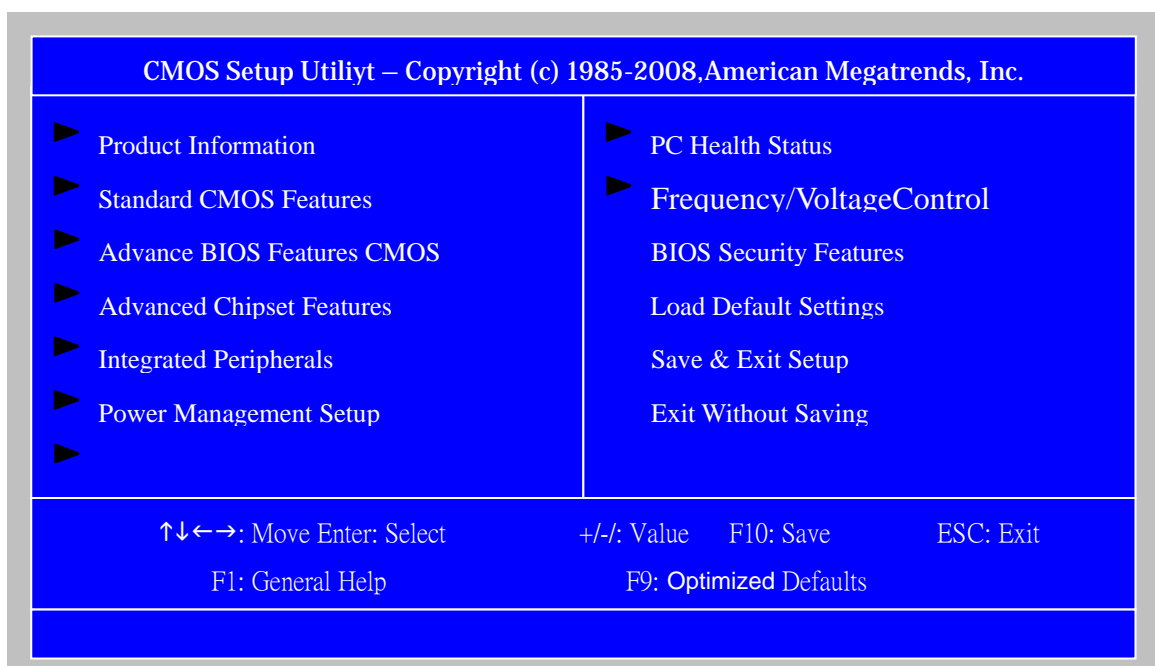 CMOS Setup Utiliyt – Copyright (c) 1985-2008,American Megatrends, Inc.
Product Information
Standard CMOS Features
Advance BIOS Features CMOS
Advanced Chipset Features
Integrated Peripherals
Power Management Setup
PC Health Status
Frequency/VoltageControl
BIOS Security Features
Load Default Settings
Save & Exit Setup
Exit Without Saving
↑↓←→: Move Enter: Select +/-/: Value F10: Save ESC: Exit
F1: General Help F9: Optimized Defaults